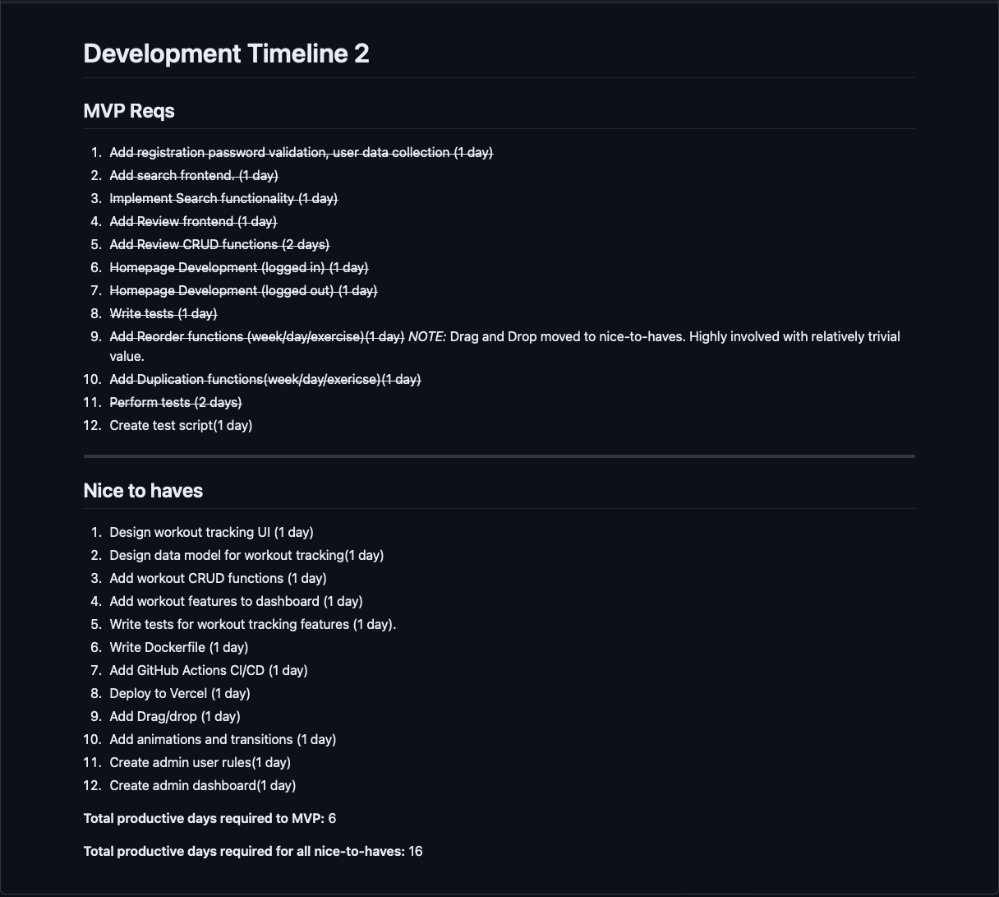 Development Timeline 2
MVP Reqs
1. Add registration password validation, user data collection (1 day)
2. Add search frontend. (1 day)
3. Implement Search functionality (1 day)
4. Add Review frontend (1 day)
5. Add Review CRUD functions (2 days)
6. Homepage Development (logged in) (1 day)
7. Homepage Development (logged out) (1 day)
8. Write tests (1 day)
9. Add Reorder functions (week/day/exercise)(1 day) NOTE: Drag and Drop moved to nice-to-haves. Highly involved with relatively trivial
value.
10. Add Duplication functions(week/day/exericse)(1 day)
11. Perform tests (2 days)
12. Create test script(1 day)
Nice to haves
1. Design workout tracking UI (1 day)
2. Design data model for workout tracking(1 day)
3. Add workout CRUD functions (1 day)
4. Add workout features to dashboard (1 day)
5. Write tests for workout tracking features (1 day).
6. Write Dockerfile (1 day)
7. Add GitHub Actions CI/CD (1 day)
8. Deploy to Vercel (1 day)
9. Add Drag/drop (1 day)
10. Add animations and transitions (1 day)
11. Create admin user rules(1 day)
12. Create admin dashboard(1 day)
Total productive days required to MVP: 6
Total productive days required for all nice-to-haves: 16